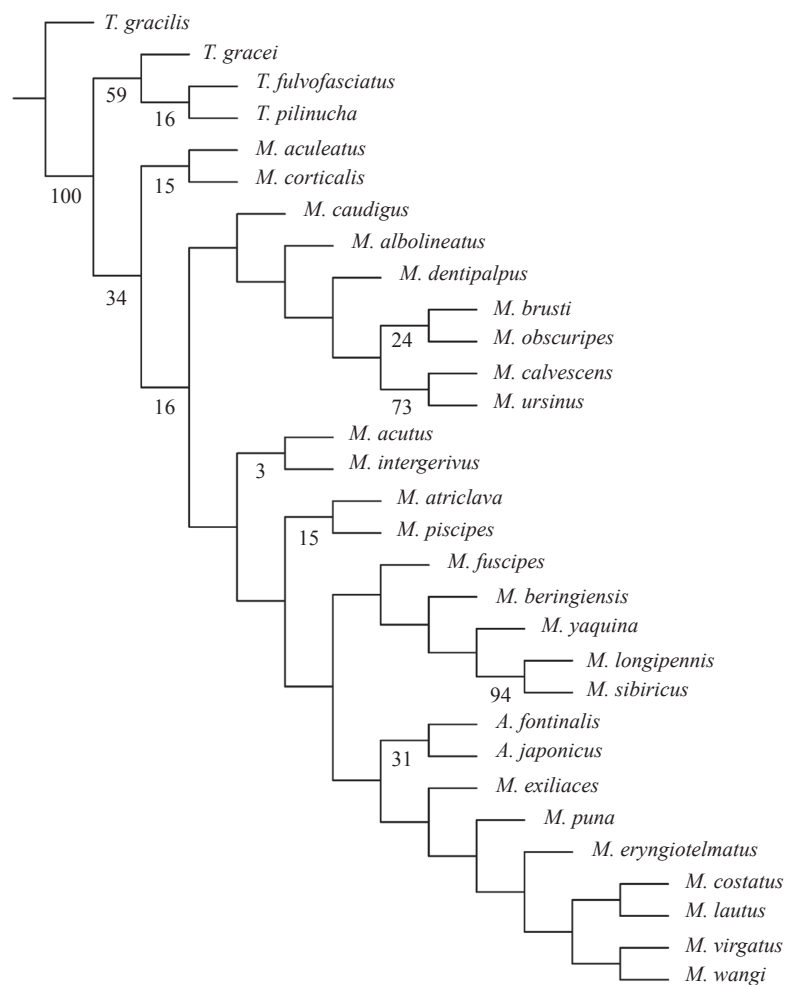 T. gracilis
T. gracei
59
T. fulvofasciatus
16
T. pilinucha
M. aculeatus
15
M. corticalis
100
M. caudigus
M. albolineatus
M. dentipalpus
34
M. brusti
24
M. obscuripes
M. calvescens
16
73
M. ursinus
M. acutus
3
M. intergerivus
M. atriclava
15
M. piscipes
M. fuscipes
M. beringiensis
M. yaquina
M. longipennis
94
M. sibiricus
A. fontinalis
31
A. japonicus
M. exiliaces
M. puna
M. eryngiotelmatus
M. costatus
M. lautus
M. virgatus
M. wangi